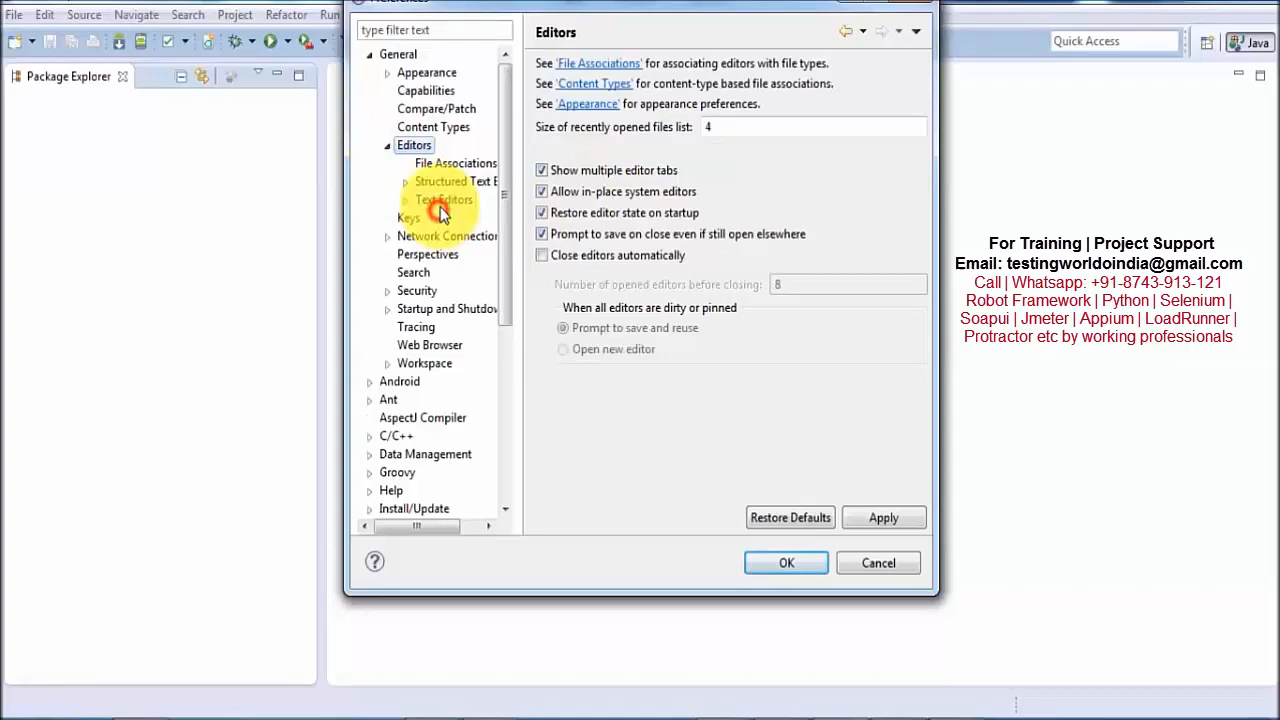 Preferences
File Edit Source Navigate Search Project Refactor Run
Quick Access
Java
Package Explorer
type filter text
General
Appearance
Capabilities
Compare/Patch
Content Types
Editors
File Associations
Structured Text E
Text Editors
Keys
Network Connection
Perspectives
Search
Security
Startup and Shutdow
Tracing
Web Browser
Workspace
Android
Ant
AspectJ Compiler
C/C++
Data Management
Groovy
Help
Install/Update
Editors
See 'File Associations' for associating editors with file types.
See 'Content Types' for content-type based file associations.
See 'Appearance' for appearance preferences.
Size of recently opened files list: 4
Show multiple editor tabs
Allow in-place system editors
Restore editor state on startup
Prompt to save on close even if still open elsewhere
Close editors automatically
Number of opened editors before closing: 8
When all editors are dirty or pinned
Prompt to save and reuse
Open new editor
Restore Defaults Apply
OK Cancel
For Training | Project Support
Email: testingworldoindia@gmail.com
Call | Whatsapp: +91-8743-913-121
Robot Framework | Python | Selenium |
Soapui | Jmeter | Appium | LoadRunner |
Protractor etc by working professionals